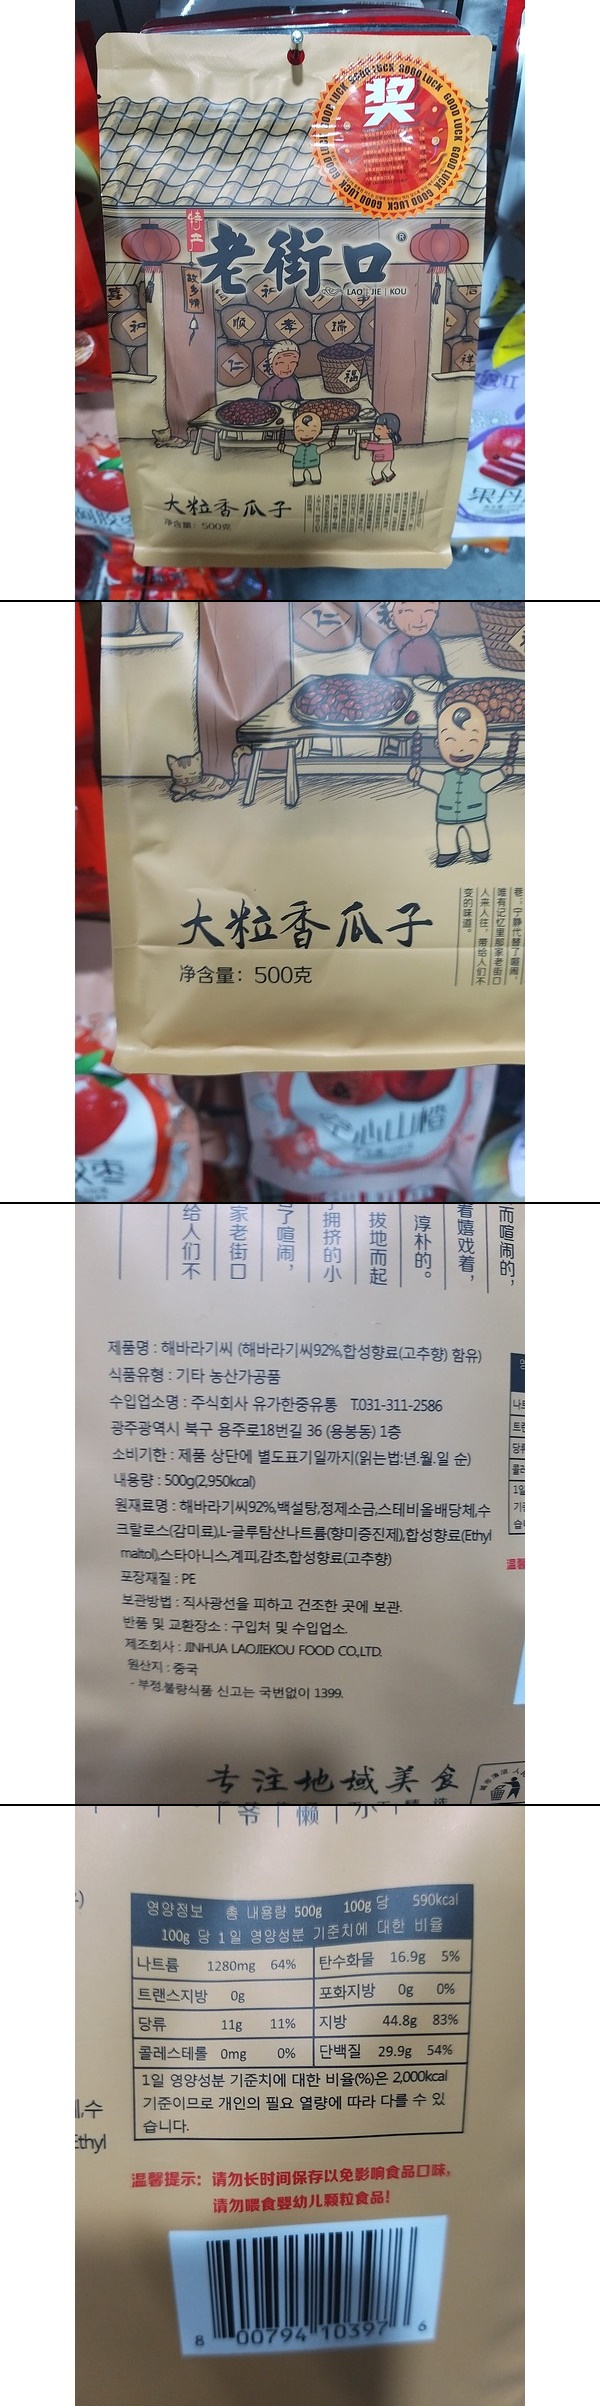 GOOD LUCK GOOD LUCK GOOD LUCK GOOD LUCK GOOD LUCK GOOD LUCK
奖
特产
老街口®
LAO | JIE | KOU
故乡情
喜
和
顺
孝
瑞
仁
福
祥
大粒香瓜子
净含量：500克
果丹
大粒香瓜子
净含量：500克
巷，宁静代替了喧闹，
唯有记忆里那家老街口
人来人往，带给人们不
变的味道。
空心山楂
枣
而喧闹的，
着嬉戏着，
淳朴的。
拔地而起
拥挤的小
了喧闹，
家老街口
给人们不
제품명 : 해바라기씨 (해바라기씨92%,합성향료(고추향) 함유)
식품유형 : 기타 농산가공품
수입업소명 : 주식회사 유가한중유통 T.031-311-2586
광주광역시 북구 용주로18번길 36 (용봉동) 1층
소비기한 : 제품 상단에 별도표기일까지(읽는법:년.월.일 순)
내용량 : 500g(2,950kcal)
원재료명 : 해바라기씨92%,백설탕,정제소금,스테비올배당체,수
크랄로스(감미료),L-글루탐산나트륨(향미증진제),합성향료(Ethyl
maltol),스타아니스,계피,감초,합성향료(고추향)
포장재질 : PE
보관방법 : 직사광선을 피하고 건조한 곳에 보관.
반품 및 교환장소 : 구입처 및 수입업소.
제조회사 : JINHUA LAOJIEKOU FOOD CO.,LTD.
원산지 : 중국
- 부정.불량식품 신고는 국번없이 1399.
专注地域美食
영양정보 총 내용량 500g 100g 당 590kcal
100g 당 1일 영양성분 기준치에 대한 비율
나트륨 1280mg 64% 탄수화물 16.9g 5%
트랜스지방 0g 포화지방 0g 0%
당류 11g 11% 지방 44.8g 83%
콜레스테롤 0mg 0% 단백질 29.9g 54%
1일 영양성분 기준치에 대한 비율(%)은 2,000kcal
기준이므로 개인의 필요 열량에 따라 다를 수 있
습니다.
,수
Ethyl
温馨提示：请勿长时间保存以免影响食品口味，
请勿喂食婴幼儿颗粒食品！
8 00794 10397 6